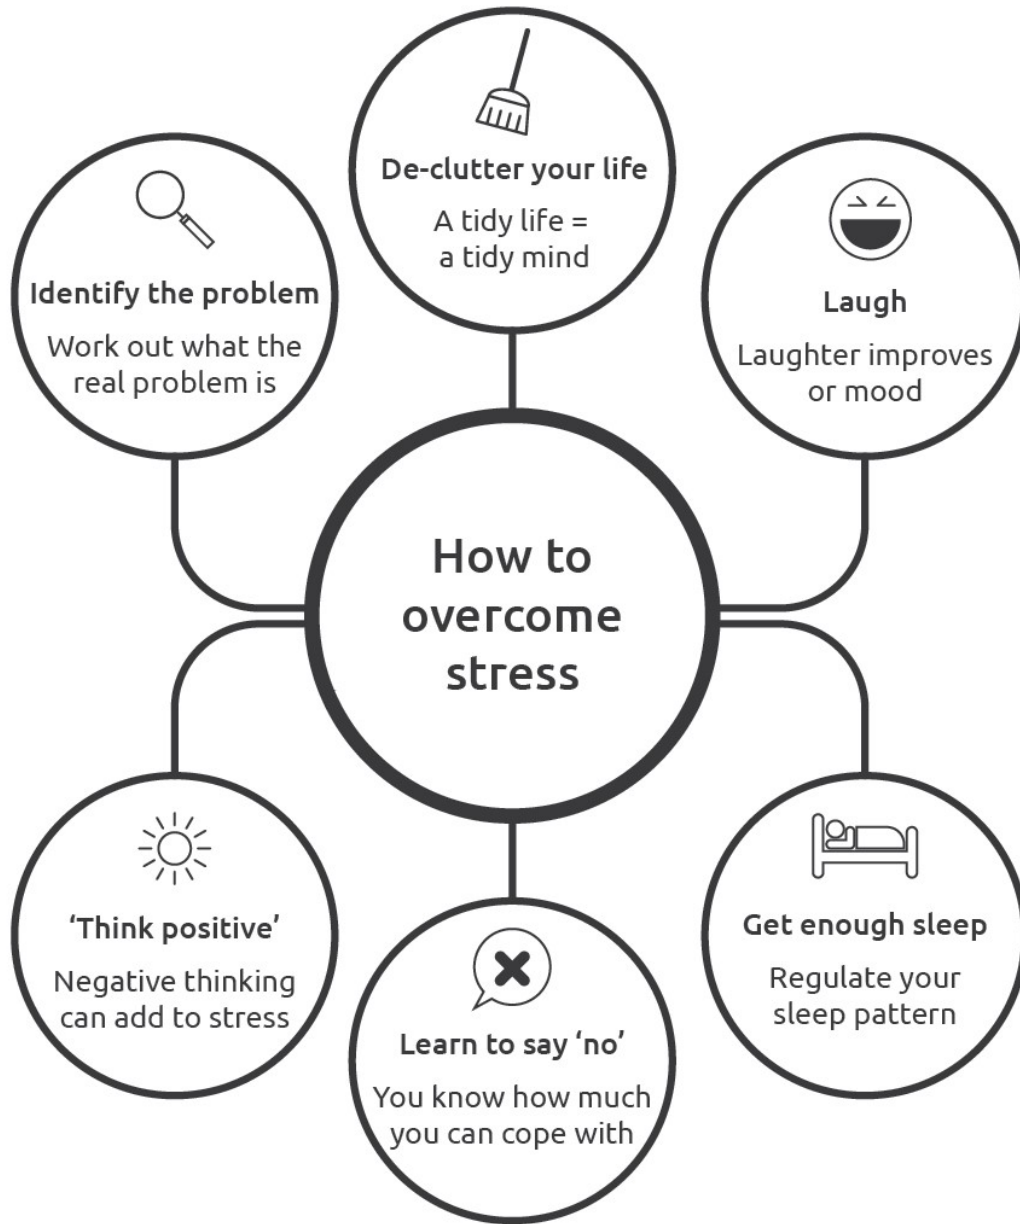 De-clutter your life
A tidy life =
a tidy mind
Identify the problem
Work out what the
real problem is
Laugh
Laughter improves
or mood
How to
overcome
stress
‘Think positive’
Negative thinking
can add to stress
Get enough sleep
Regulate your
sleep pattern
Learn to say ‘no’
You know how much
you can cope with